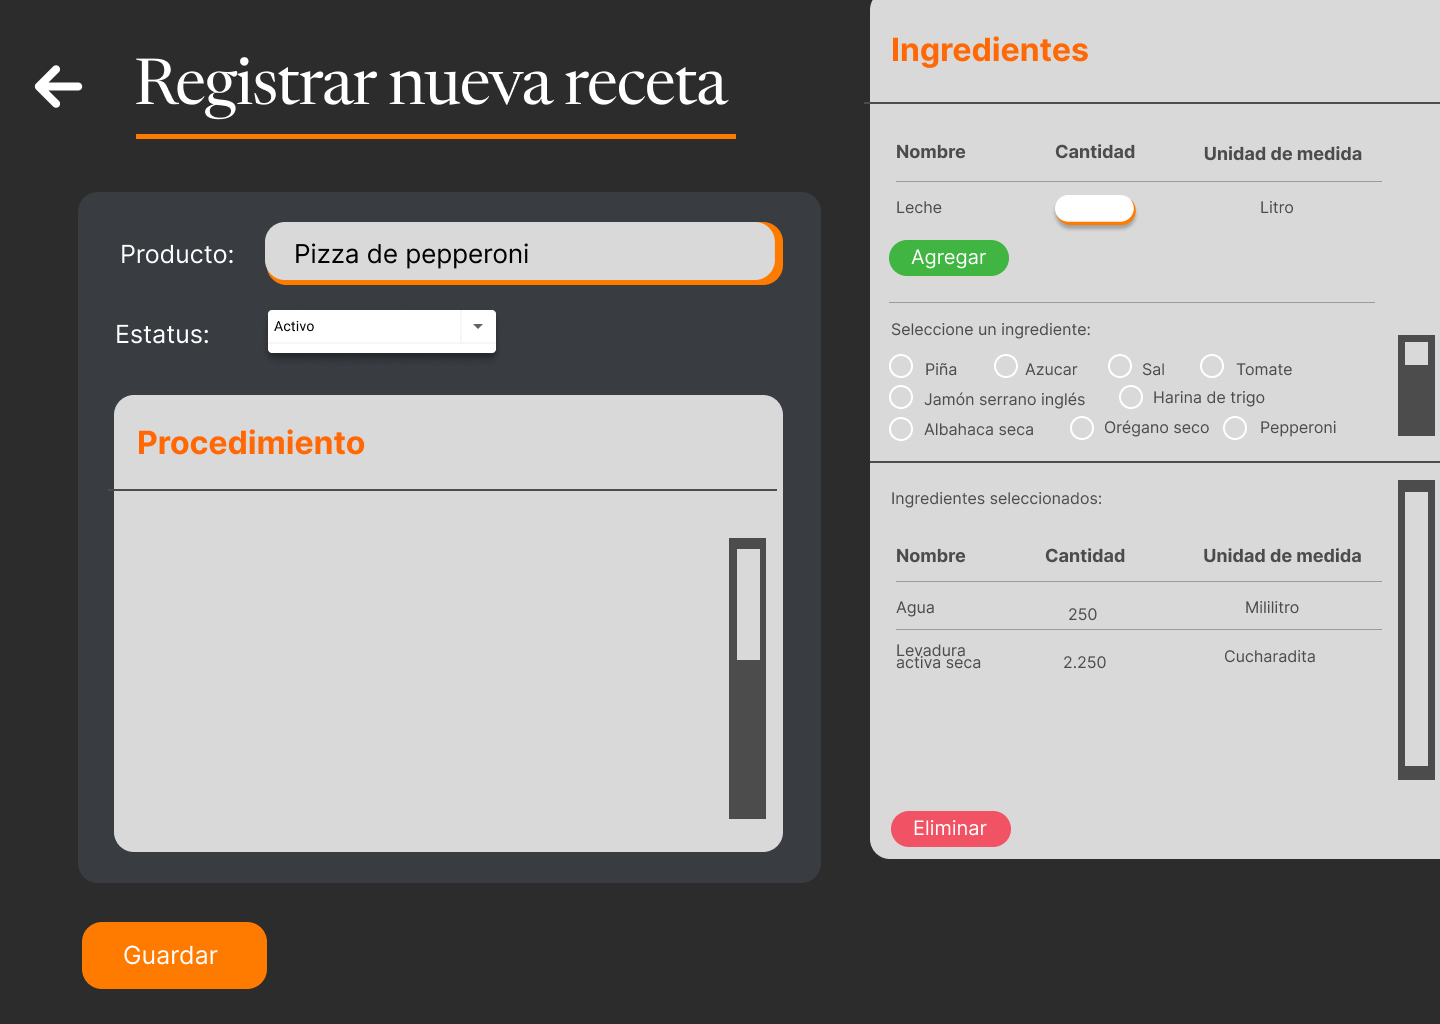 Registrar nueva receta
Producto: Pizza de pepperoni
Estatus: Activo
Procedimiento
Guardar
Ingredientes
Nombre Cantidad Unidad de medida
Leche Litro
Agregar
Seleccione un ingrediente:
Piña Azucar Sal Tomate
Jamón serrano inglés Harina de trigo
Albahaca seca Orégano seco Pepperoni
Ingredientes seleccionados:
Nombre Cantidad Unidad de medida
Agua 250 Mililitro
Levadura
activa seca 2.250 Cucharadita
Eliminar